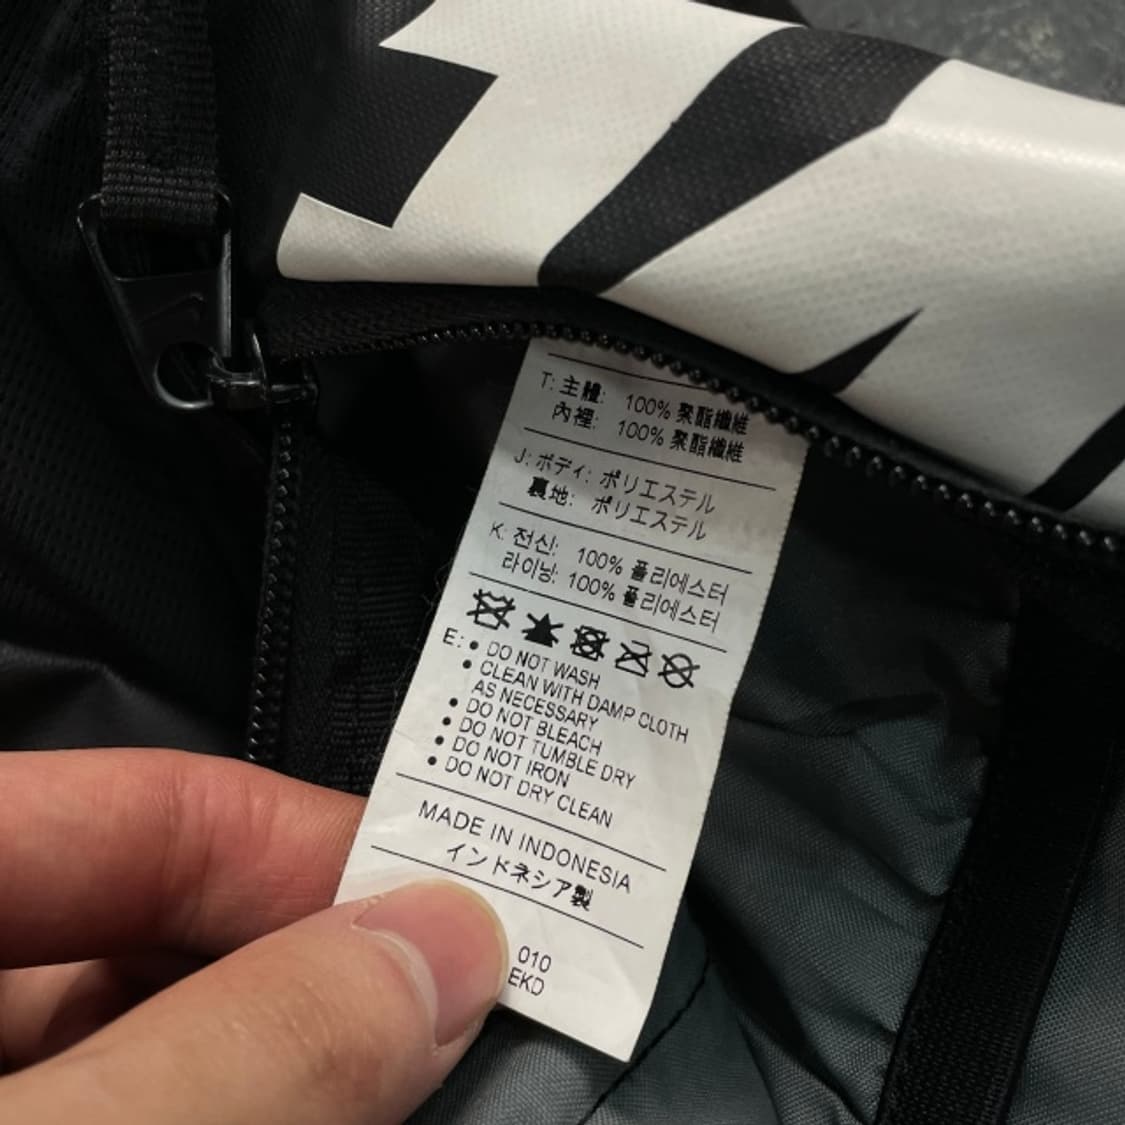 T: 主體: 100% 聚酯纖維
內裡: 100% 聚酯纖維
J: ボディ: ポリエステル
裏地: ポリエステル
K: 전신: 100% 폴리에스터
라이닝: 100% 폴리에스터
E: • DO NOT WASH
• CLEAN WITH DAMP CLOTH
AS NECESSARY
• DO NOT BLEACH
• DO NOT TUMBLE DRY
• DO NOT IRON
• DO NOT DRY CLEAN
MADE IN INDONESIA
インドネシア製
010
EKD